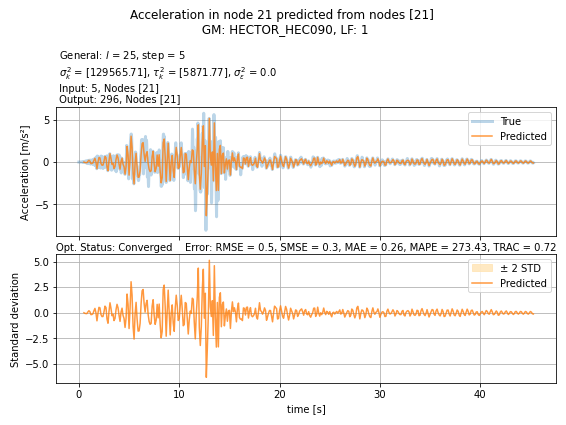 Acceleration in node 21 predicted from nodes [21]
GM: HECTOR_HEC090, LF: 1
General: l = 25, step = 5
σ²ₖ = [129565.71], τ²ₖ = [5871.77], σ²ε = 0.0
Input: 5, Nodes [21]
Output: 296, Nodes [21]
Acceleration [m/s²]
5
0
−5
True
Predicted
Opt. Status: Converged Error: RMSE = 0.5, SMSE = 0.3, MAE = 0.26, MAPE = 273.43, TRAC = 0.72
Standard deviation
5.0
2.5
0.0
−2.5
−5.0
± 2 STD
Predicted
0 10 20 30 40
time [s]